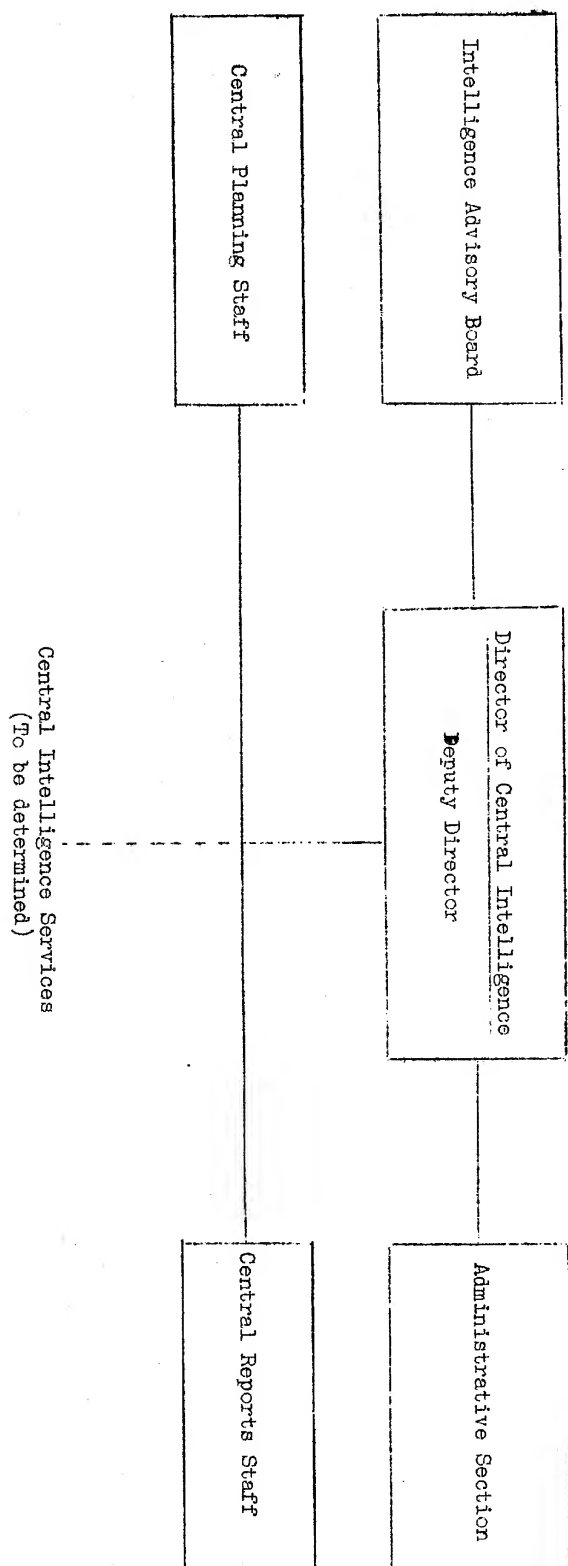 Intelligence Advisory Board
Director of Central Intelligence
Deputy Director
Administrative Section
Central Planning Staff
Central Reports Staff
Central Intelligence Services
(To be determined)